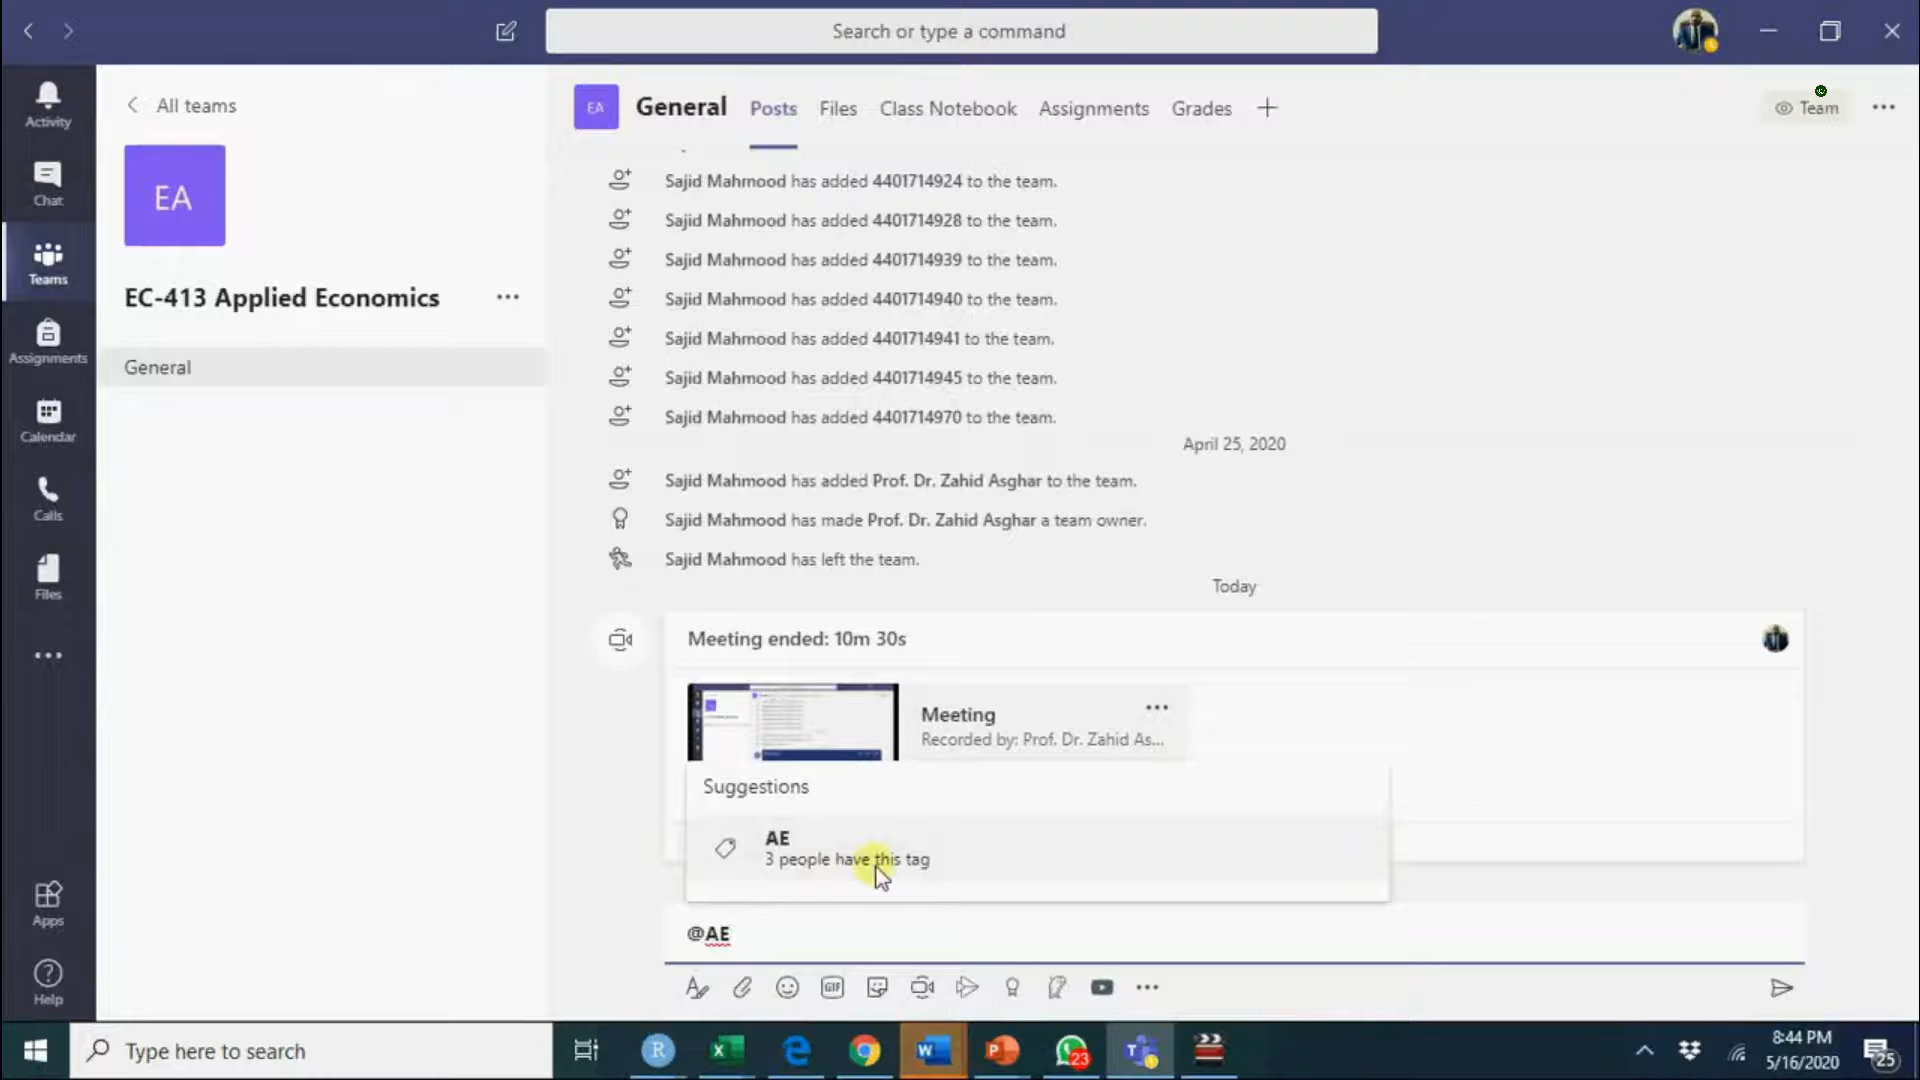 Search or type a command
Activity
Chat
Teams
Assignments
Calendar
Calls
Files
Apps
Help
All teams
EA
EC-413 Applied Economics
General
EA
General
Posts
Files
Class Notebook
Assignments
Grades
Team
Sajid Mahmood has added 4401714924 to the team.
Sajid Mahmood has added 4401714928 to the team.
Sajid Mahmood has added 4401714939 to the team.
Sajid Mahmood has added 4401714940 to the team.
Sajid Mahmood has added 4401714941 to the team.
Sajid Mahmood has added 4401714945 to the team.
Sajid Mahmood has added 4401714970 to the team.
April 25, 2020
Sajid Mahmood has added Prof. Dr. Zahid Asghar to the team.
Sajid Mahmood has made Prof. Dr. Zahid Asghar a team owner.
Sajid Mahmood has left the team.
Today
Meeting ended: 10m 30s
Meeting
Recorded by: Prof. Dr. Zahid As...
Suggestions
AE
3 people have this tag
@AE
GIF
Type here to search
R
X
W
P
23
T
8:44 PM
5/16/2020
25